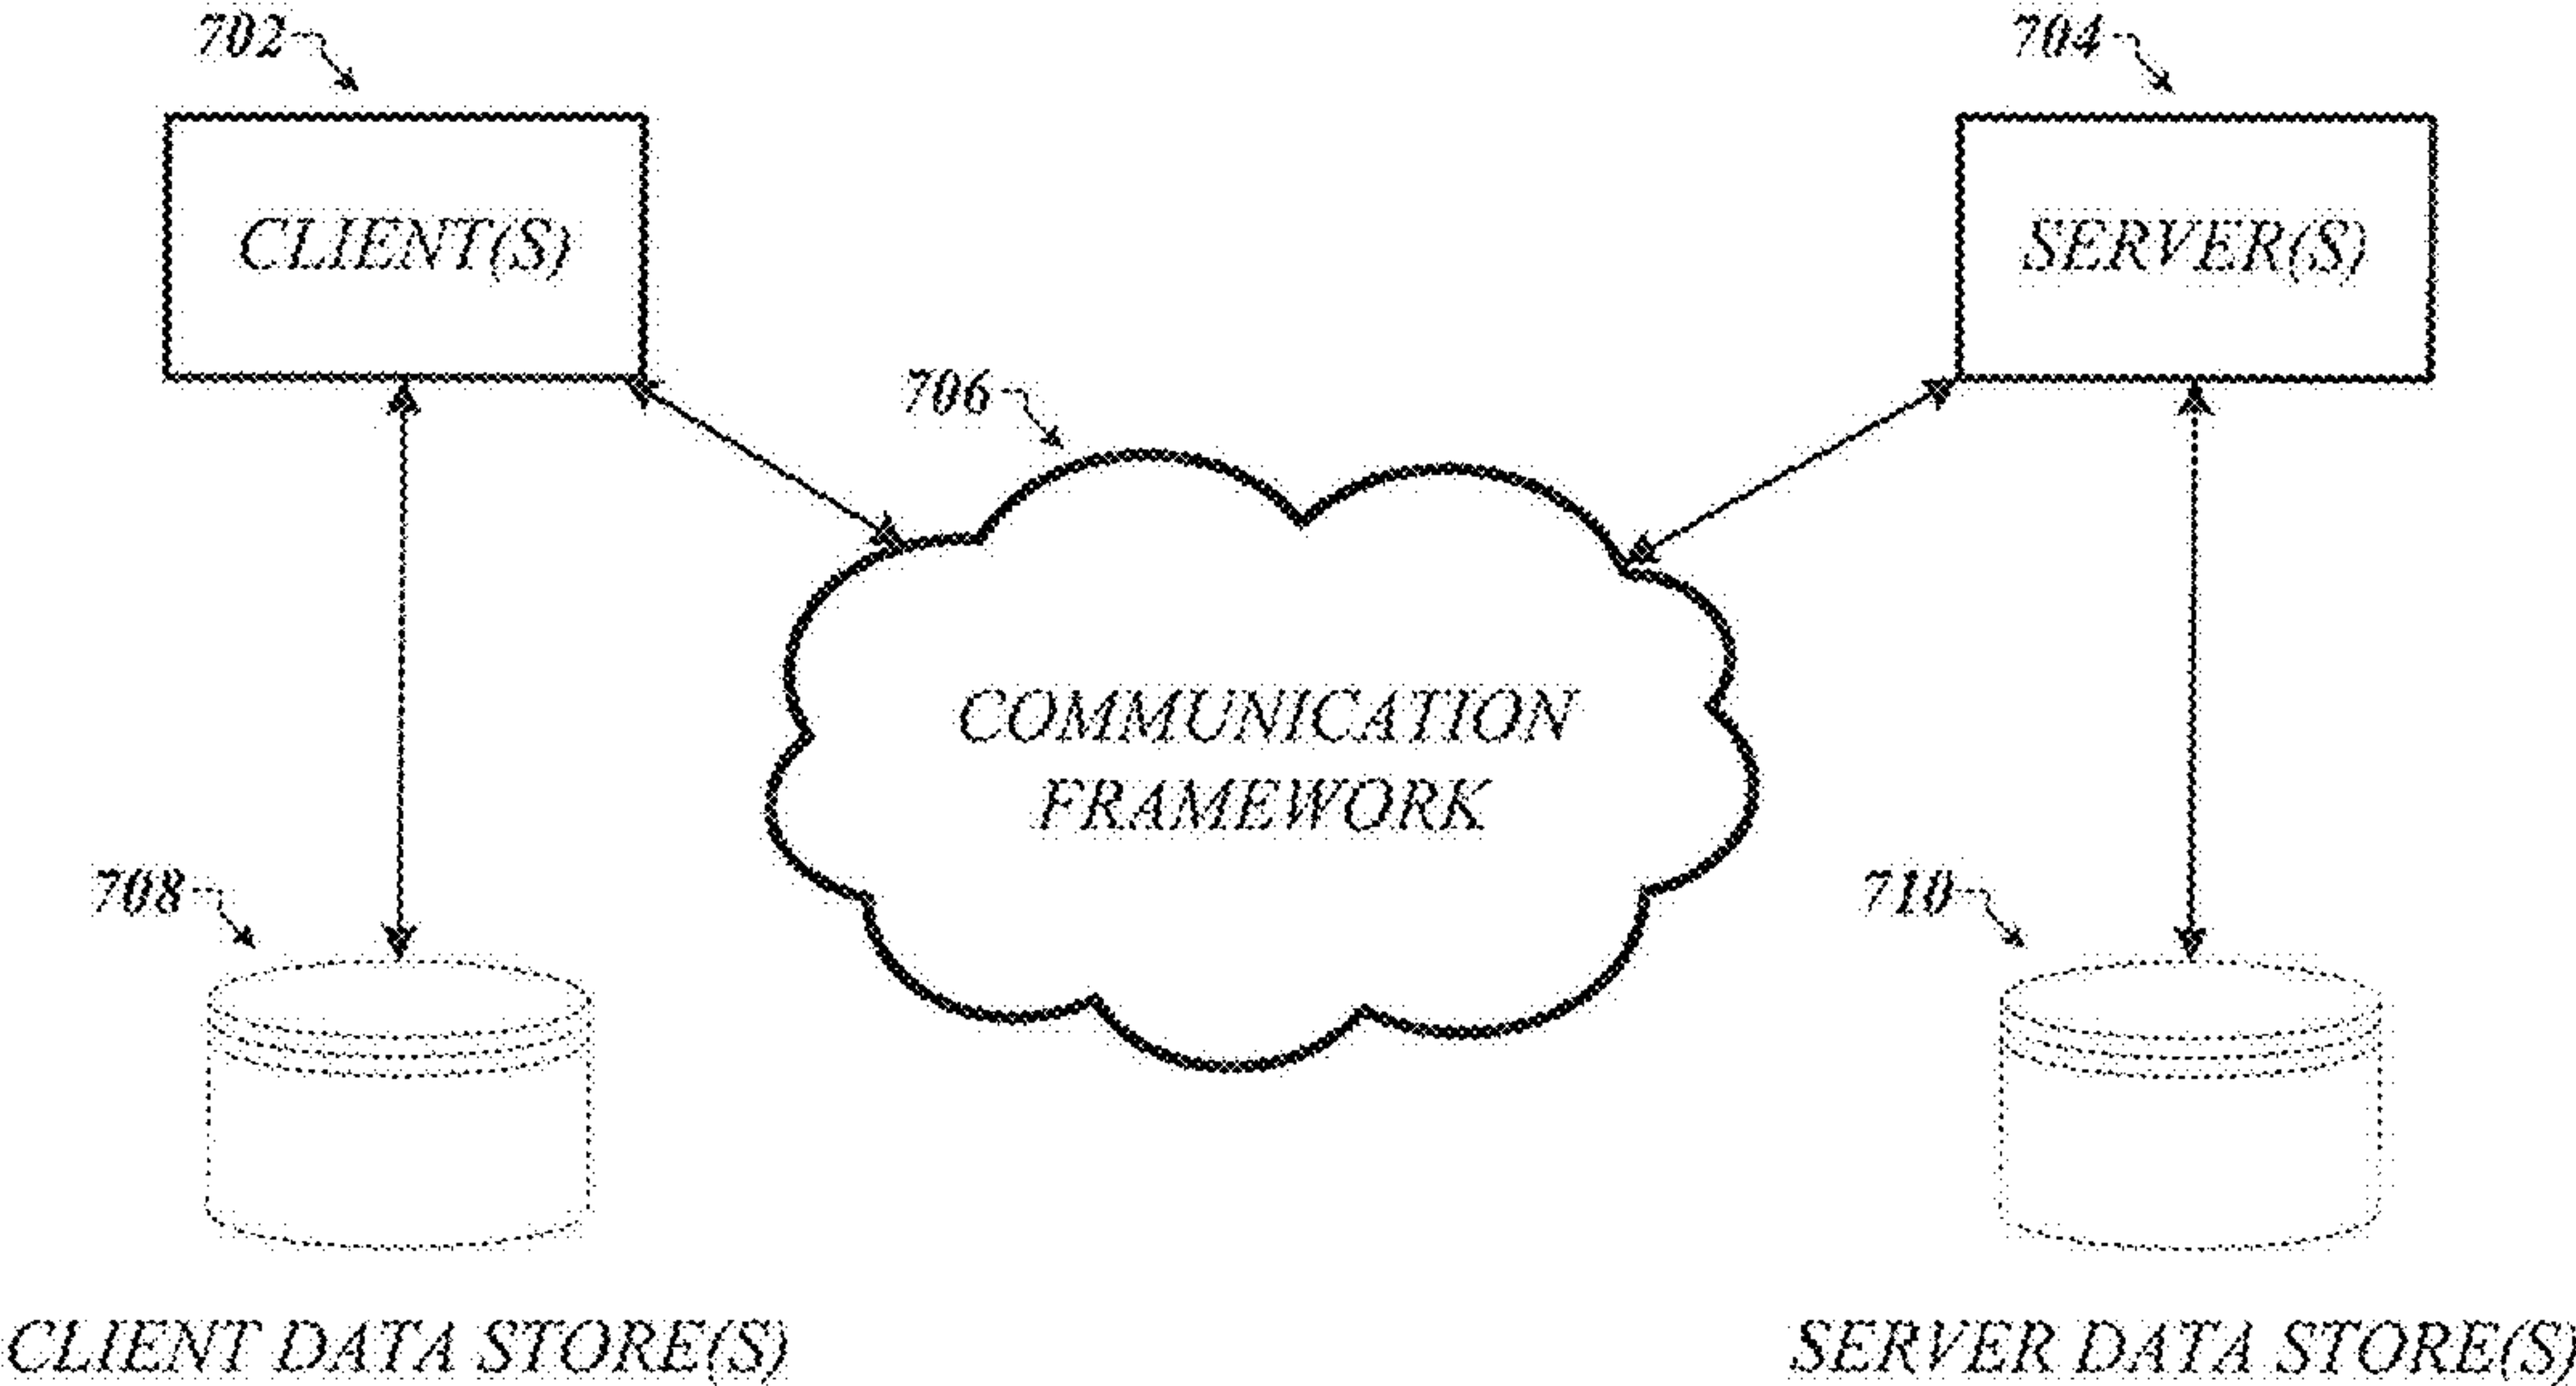 702
704
CLIENT(S)
SERVER(S)
706
COMMUNICATION
FRAMEWORK
708
710
CLIENT DATA STORE(S)
SERVER DATA STORE(S)